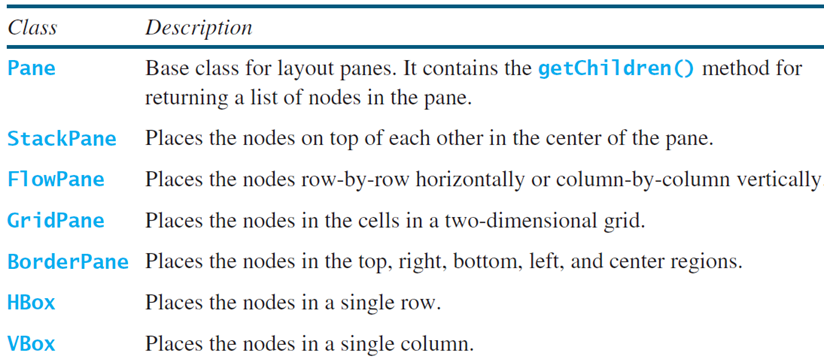 Class Description
Pane Base class for layout panes. It contains the getChildren() method for
returning a list of nodes in the pane.
StackPane Places the nodes on top of each other in the center of the pane.
FlowPane Places the nodes row-by-row horizontally or column-by-column vertically
GridPane Places the nodes in the cells in a two-dimensional grid.
BorderPane Places the nodes in the top, right, bottom, left, and center regions.
HBox Places the nodes in a single row.
VBox Places the nodes in a single column.